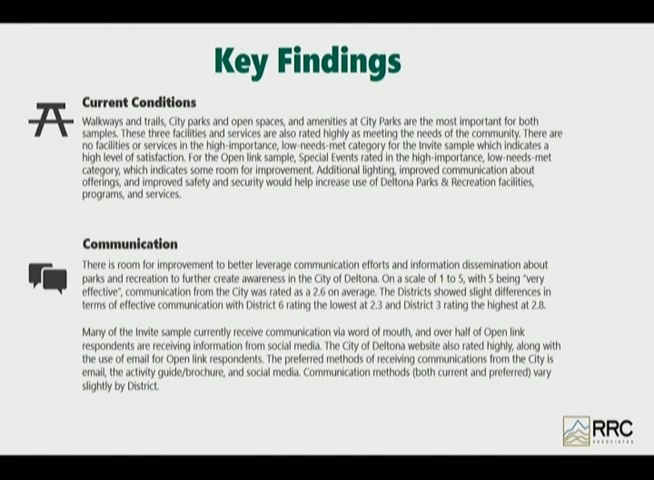 Key Findings
Current Conditions
Walkways and trails, City parks and open spaces, and amenities at City Parks are the most important for both
samples. These three facilities and services are also rated highly as meeting the needs of the community. There are
no facilities or services in the high-importance, low-needs-met category for the Invite sample which indicates a
high level of satisfaction. For the Open link sample, Special Events rated in the high-importance, low-needs-met
category, which indicates some room for improvement. Additional lighting, improved communication about
offerings, and improved safety and security would help increase use of Deltona Parks & Recreation facilities,
programs, and services.
Communication
There is room for improvement to better leverage communication efforts and information dissemination about
parks and recreation to further create awareness in the City of Deltona. On a scale of 1 to 5, with 5 being "very
effective", communication from the City was rated as a 2.6 on average. The Districts showed slight differences in
terms of effective communication with District 6 rating the lowest at 2.3 and District 3 rating the highest at 2.8.
Many of the Invite sample currently receive communication via word of mouth, and over half of Open link
respondents are receiving information from social media. The City of Deltona website also rated highly, along with
the use of email for Open link respondents. The preferred methods of receiving communications from the City is
email, the activity guide/brochure, and social media. Communication methods (both current and preferred) vary
slightly by District.
RRC
ASSOCIATES